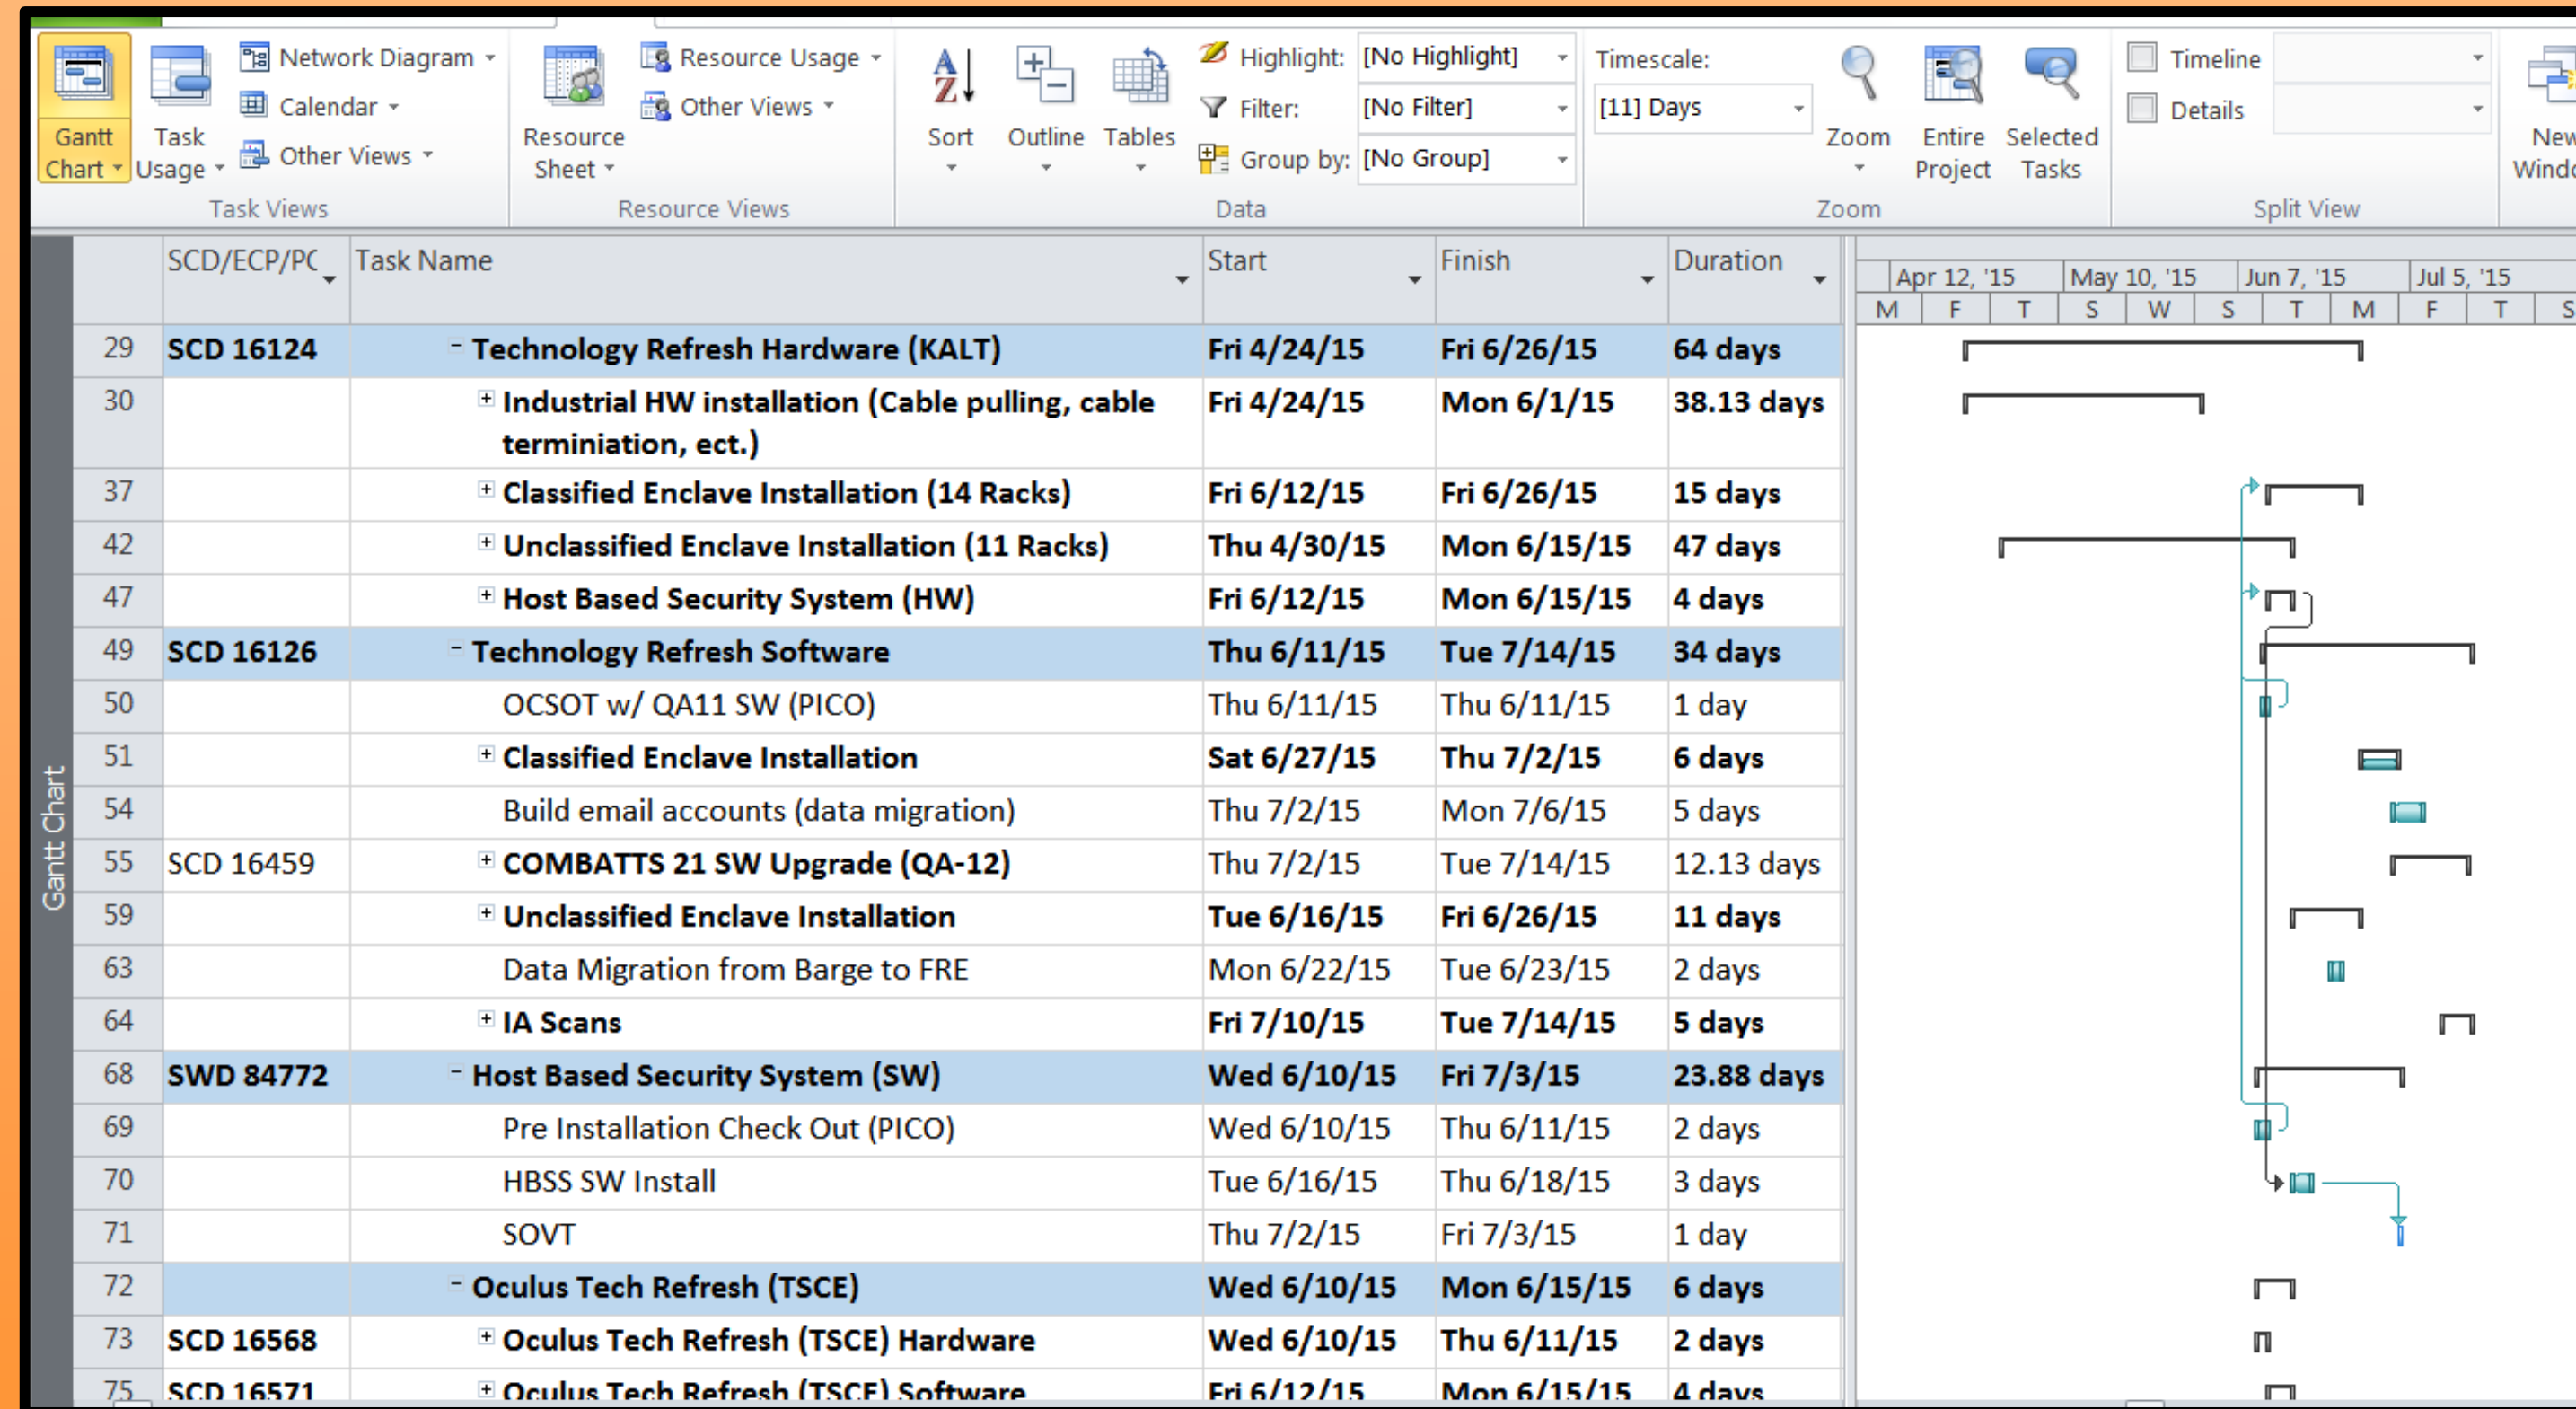 Gantt Chart
Task Usage
Network Diagram
Calendar
Other Views
Task Views
Resource Sheet
Resource Usage
Other Views
Resource Views
A Z
Sort
Outline
Tables
Highlight: [No Highlight]
Filter: [No Filter]
Group by: [No Group]
Data
Timescale:
[11] Days
Zoom
Entire Project
Selected Tasks
Zoom
Timeline
Details
Split View
SCD/ECP/PC Task Name Start Finish Duration
Apr 12, '15 May 10, '15 Jun 7, '15 Jul 5, '15
M F T S W S T M F T S
29 SCD 16124 Technology Refresh Hardware (KALT) Fri 4/24/15 Fri 6/26/15 64 days
30 Industrial HW installation (Cable pulling, cable Fri 4/24/15 Mon 6/1/15 38.13 days
terminiation, ect.)
37 Classified Enclave Installation (14 Racks) Fri 6/12/15 Fri 6/26/15 15 days
42 Unclassified Enclave Installation (11 Racks) Thu 4/30/15 Mon 6/15/15 47 days
47 Host Based Security System (HW) Fri 6/12/15 Mon 6/15/15 4 days
49 SCD 16126 Technology Refresh Software Thu 6/11/15 Tue 7/14/15 34 days
50 OCSOT w/ QA11 SW (PICO) Thu 6/11/15 Thu 6/11/15 1 day
51 Classified Enclave Installation Sat 6/27/15 Thu 7/2/15 6 days
54 Build email accounts (data migration) Thu 7/2/15 Mon 7/6/15 5 days
55 SCD 16459 COMBATTS 21 SW Upgrade (QA-12) Thu 7/2/15 Tue 7/14/15 12.13 days
59 Unclassified Enclave Installation Tue 6/16/15 Fri 6/26/15 11 days
63 Data Migration from Barge to FRE Mon 6/22/15 Tue 6/23/15 2 days
64 IA Scans Fri 7/10/15 Tue 7/14/15 5 days
68 SWD 84772 Host Based Security System (SW) Wed 6/10/15 Fri 7/3/15 23.88 days
69 Pre Installation Check Out (PICO) Wed 6/10/15 Thu 6/11/15 2 days
70 HBSS SW Install Tue 6/16/15 Thu 6/18/15 3 days
71 SOVT Thu 7/2/15 Fri 7/3/15 1 day
72 Oculus Tech Refresh (TSCE) Wed 6/10/15 Mon 6/15/15 6 days
73 SCD 16568 Oculus Tech Refresh (TSCE) Hardware Wed 6/10/15 Thu 6/11/15 2 days
75 SCD 16571 Oculus Tech Refresh (TSCE) Software Fri 6/12/15 Mon 6/15/15 4 days
Gantt Chart